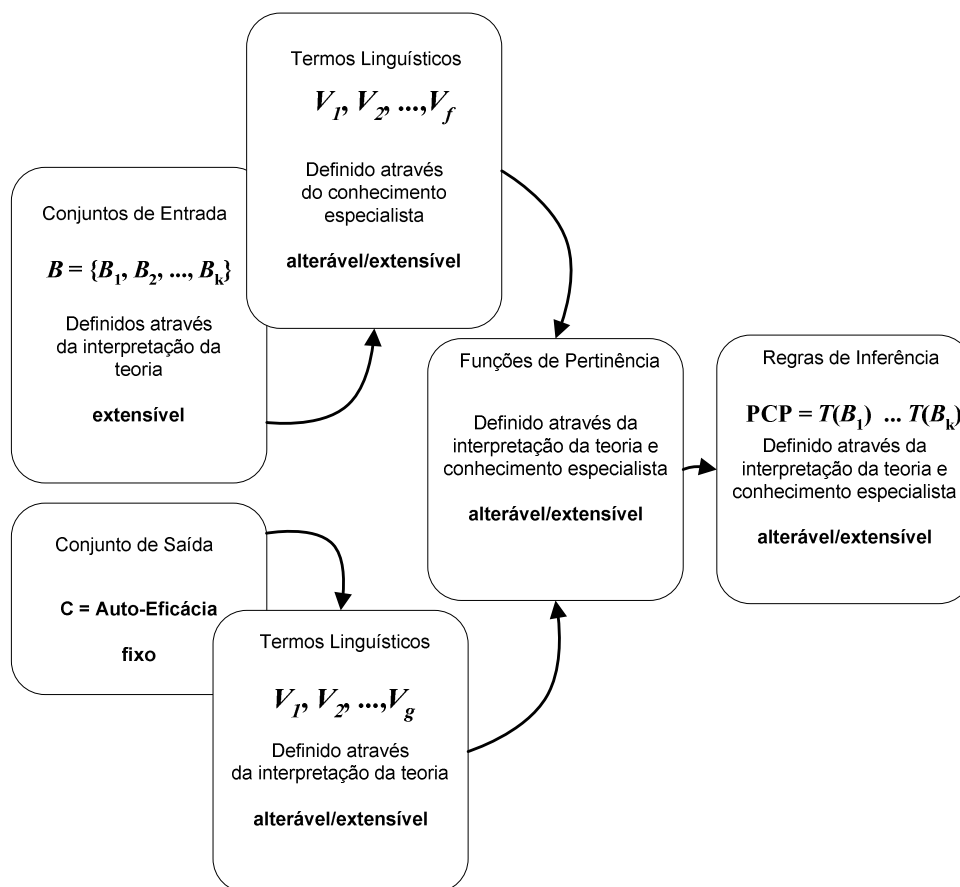 Termos Linguísticos
V1, V2, ...,Vf
Definido através
do conhecimento
especialista
alterável/extensível
Conjuntos de Entrada
B = {B1, B2, ..., Bk}
Definidos através
da interpretação da
teoria
extensível
Funções de Pertinência
Definido através da
interpretação da teoria e
conhecimento especialista
alterável/extensível
Regras de Inferência
PCP = T(B1) ... T(Bk)
Definido através da
interpretação da teoria e
conhecimento especialista
alterável/extensível
Conjunto de Saída
C = Auto-Eficácia
fixo
Termos Linguísticos
V1, V2, ...,Vg
Definido através
da interpretação da teoria
alterável/extensível